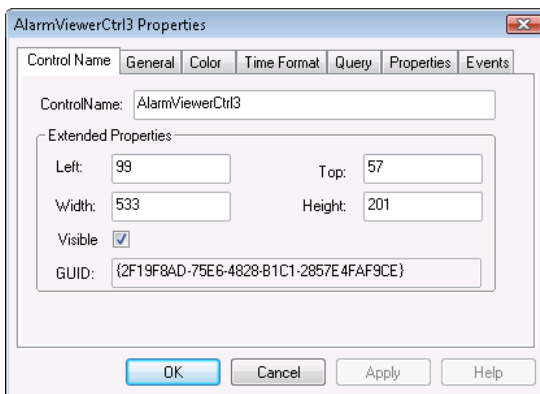 AlarmViewerCtrl3 Properties
Control Name General Color Time Format Query Properties Events
ControlName: AlarmViewerCtrl3
Extended Properties
Left: 99 Top: 57
Width: 533 Height: 201
Visible
GUID: {2F19F8AD-75E6-4828-B1C1-2857E4FAF9CE}
OK Cancel Apply Help